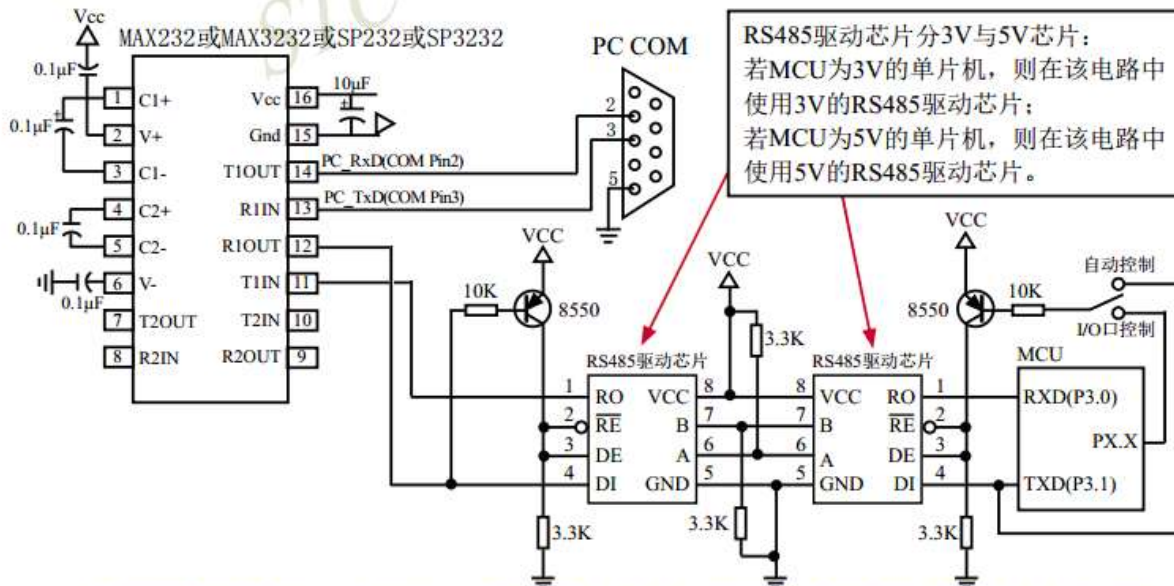 STC
Vcc
MAX232或MAX3232或SP232或SP3232
0.1μF
10μF
1 C1+ Vcc 16
0.1μF
2 V+ Gnd 15
3 C1- T1OUT 14
PC_RxD(COM Pin2)
4 C2+ R1IN 13
PC_TxD(COM Pin3)
0.1μF
5 C2- R1OUT 12
6 V- T1IN 11
0.1μF
7 T2OUT T2IN 10
8 R2IN R2OUT 9
PC COM
2
3
5
RS485驱动芯片分3V与5V芯片：
若MCU为3V的单片机，则在该电路中
使用3V的RS485驱动芯片；
若MCU为5V的单片机，则在该电路中
使用5V的RS485驱动芯片。
VCC
10K
8550
VCC
3.3K
VCC
8550
10K
自动控制
I/O口控制
RS485驱动芯片
1 RO VCC 8
2 RE B 7
3 DE A 6
4 DI GND 5
3.3K
3.3K
RS485驱动芯片
8 VCC RO 1
7 B RE 2
6 A DE 3
5 GND DI 4
3.3K
MCU
RXD(P3.0)
PX.X
TXD(P3.1)